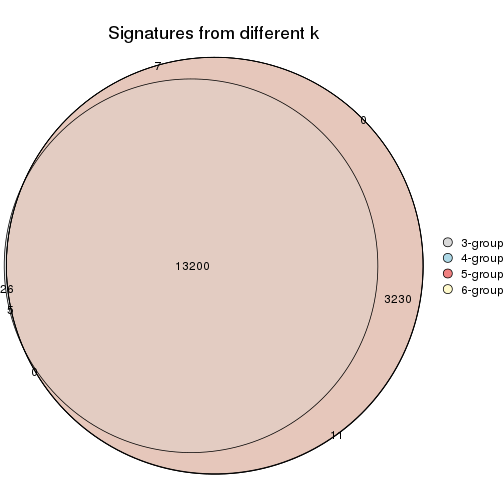 Signatures from different k
7
0
13200
26
5
3230
0
11
3-group
4-group
5-group
6-group